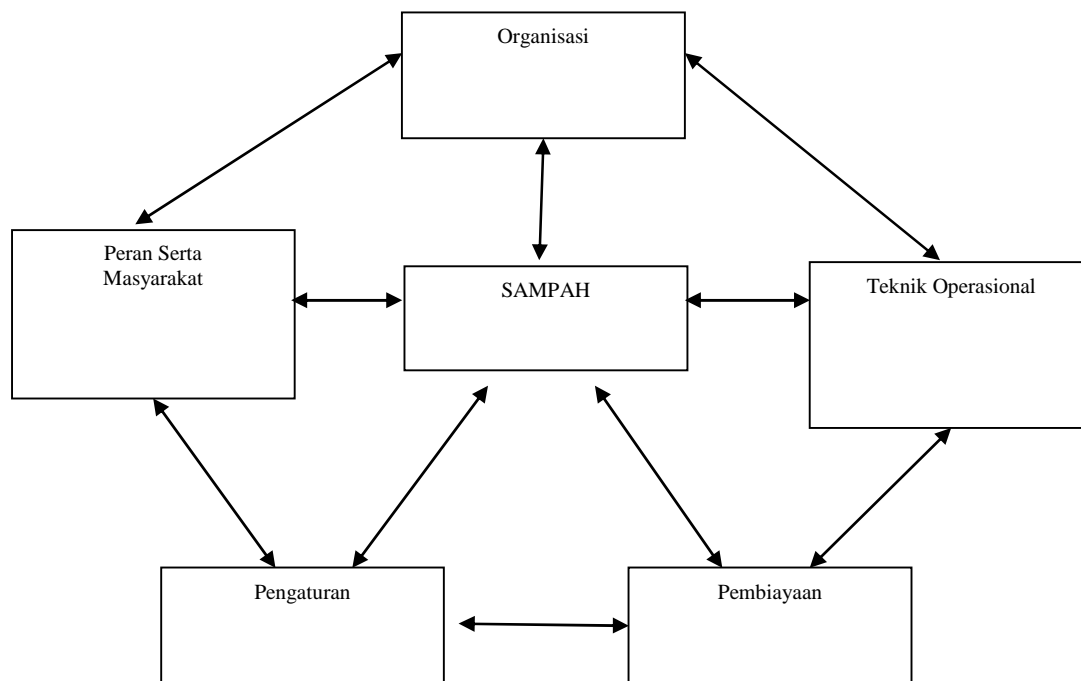 Organisasi
Peran Serta
Masyarakat
SAMPAH
Teknik Operasional
Pengaturan
Pembiayaan